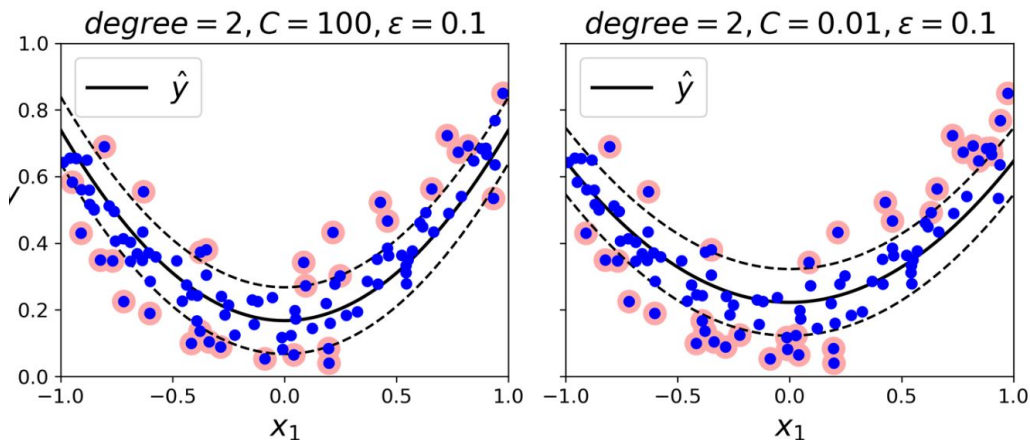 degree = 2, C = 100, ε = 0.1
ŷ
1.0
0.8
0.6
0.4
0.2
0.0
−1.0 −0.5 0.0 0.5 1.0
x₁
degree = 2, C = 0.01, ε = 0.1
ŷ
−1.0 −0.5 0.0 0.5 1.0
x₁